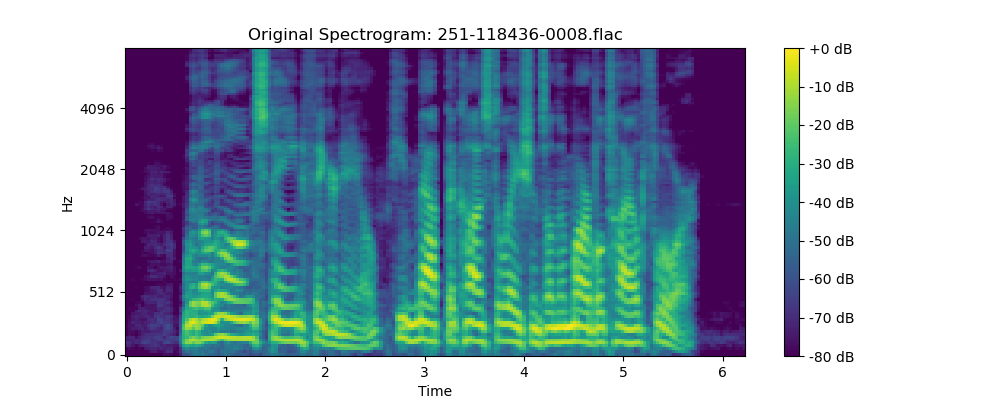 Original Spectrogram: 251-118436-0008.flac
Hz
4096
2048
1024
512
0
0 1 2 3 4 5 6
Time
+0 dB
-10 dB
-20 dB
-30 dB
-40 dB
-50 dB
-60 dB
-70 dB
-80 dB